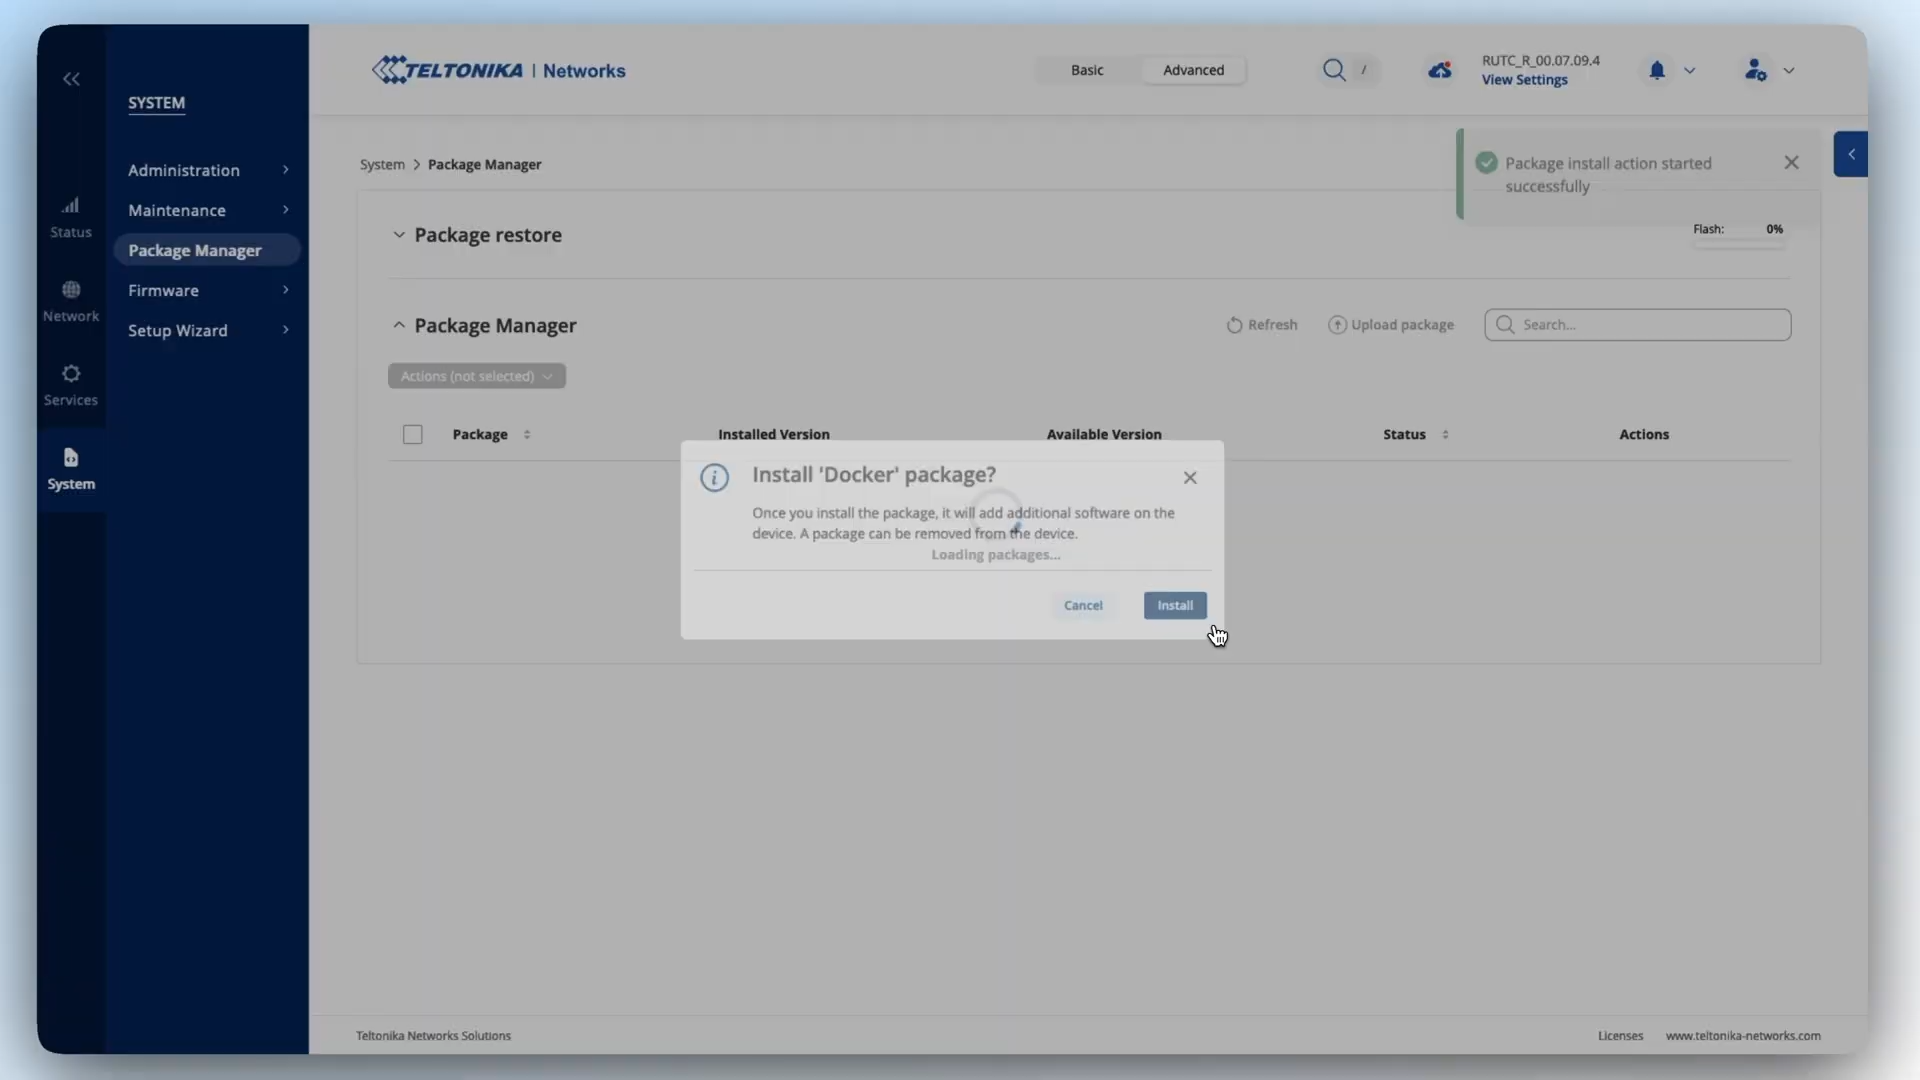 SYSTEM
Administration
Maintenance
Package Manager
Firmware
Setup Wizard
Status
Network
Services
System
TELTONIKA | Networks
Basic
Advanced
/
RUTC_R_00.07.09.4
View Settings
System > Package Manager
Package install action started
successfully
Package restore
Flash: 0%
Package Manager
Refresh
Upload package
Search...
Actions (not selected)
Package
Installed Version
Available Version
Status
Actions
Install 'Docker' package?
Once you install the package, it will add additional software on the
device. A package can be removed from the device.
Loading packages...
Cancel
Install
Teltonika Networks Solutions
Licenses
www.teltonika-networks.com